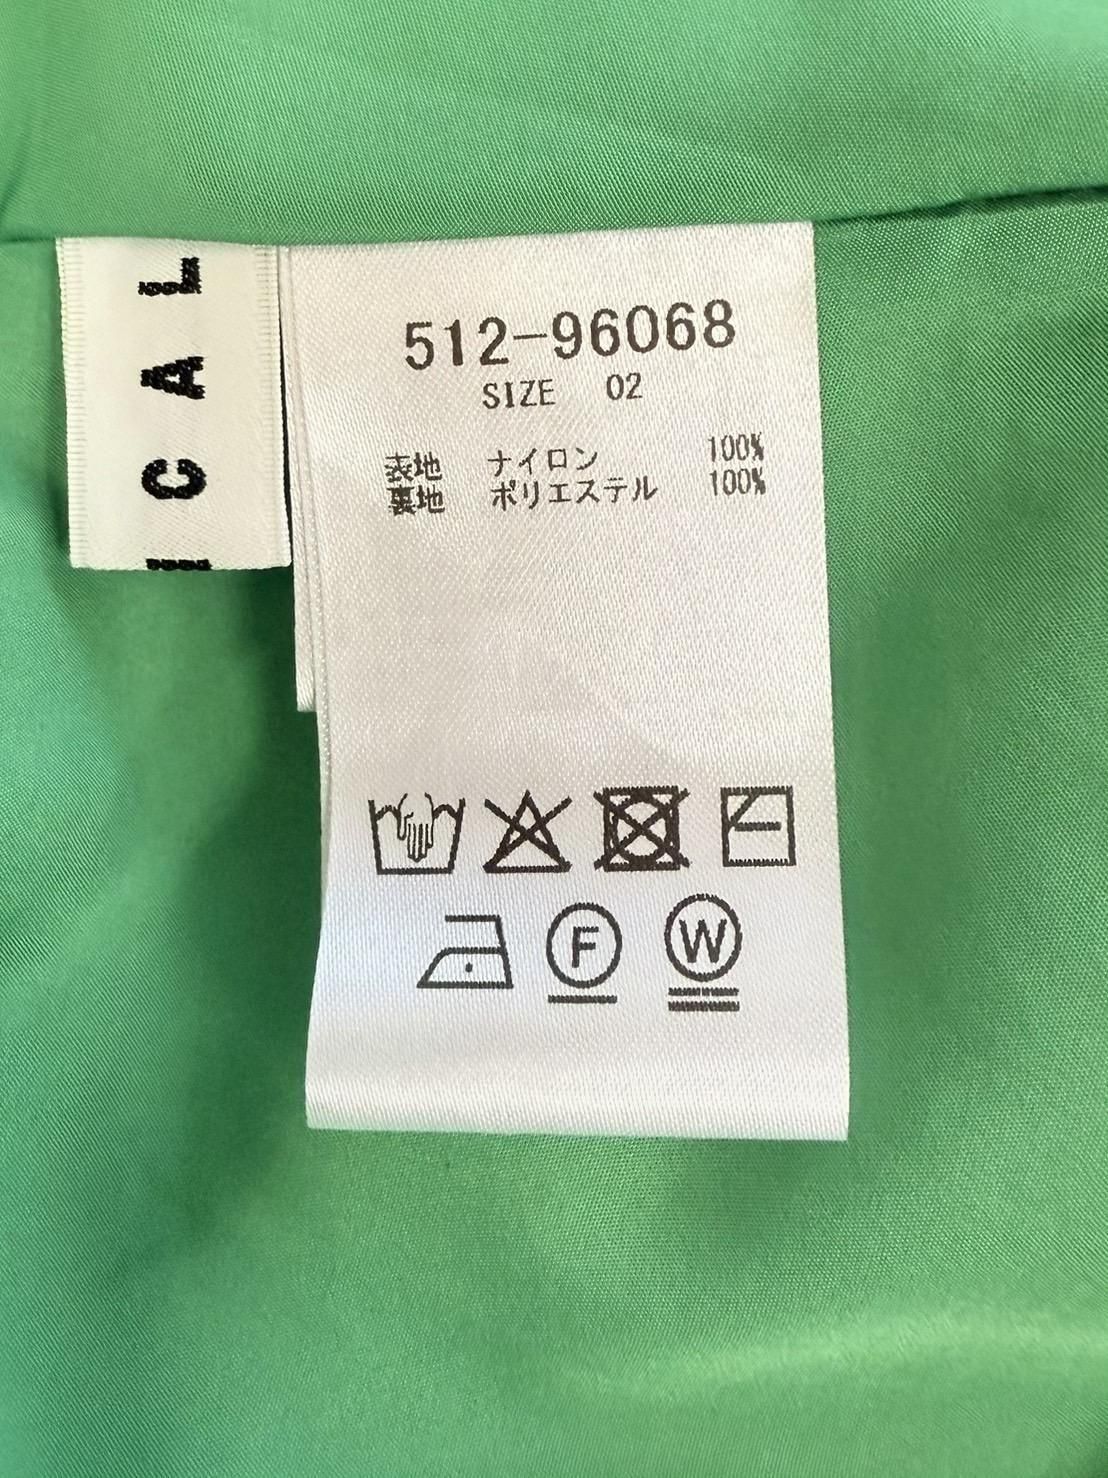 CAL
512-96068
SIZE 02
表地 ナイロン 100%
裏地 ポリエステル 100%
F W